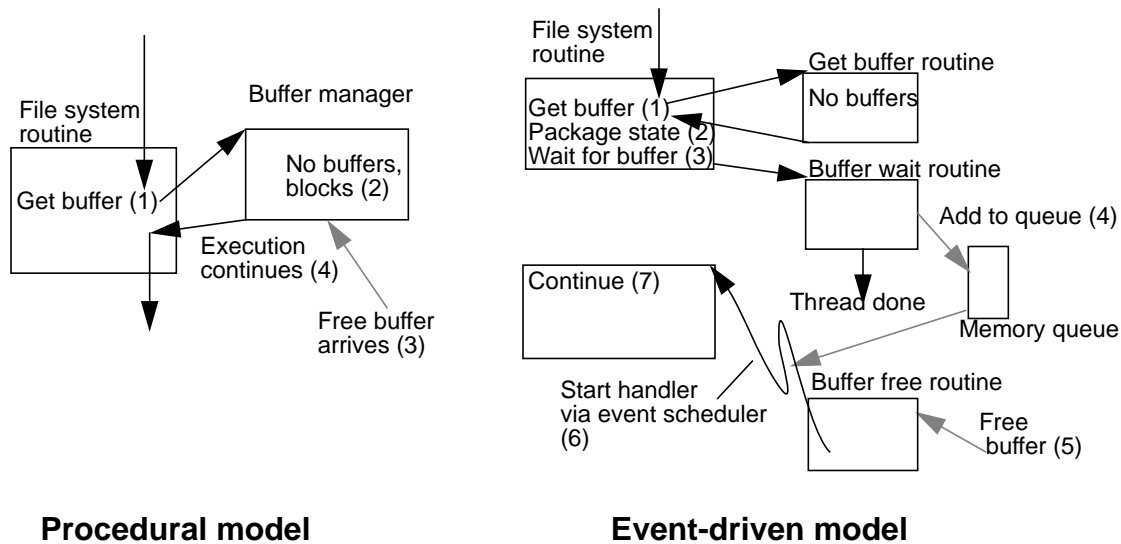 File system
routine
Buffer manager
Get buffer (1)
No buffers,
blocks (2)
Execution
continues (4)
Free buffer
arrives (3)
Procedural model
File system
routine
Get buffer routine
Get buffer (1)
Package state (2)
Wait for buffer (3)
No buffers
Buffer wait routine
Add to queue (4)
Continue (7)
Thread done
Memory queue
Start handler
via event scheduler
(6)
Buffer free routine
Free
buffer (5)
Event-driven model